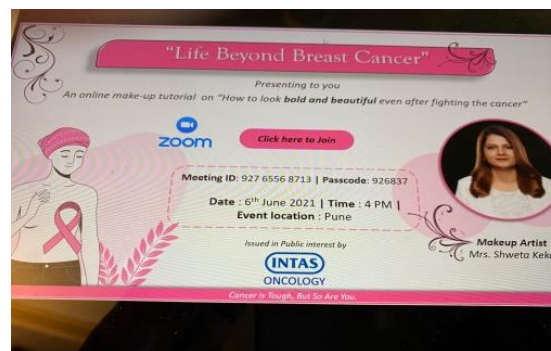 "Life Beyond Breast Cancer"
Presenting to you
An online make-up tutorial on "How to look bold and beautiful even after fighting the cancer"
zoom
Click here to Join
Meeting ID: 927 6556 8713 | Passcode: 926837
Date : 6th June 2021 | Time : 4 PM |
Event location : Pune
Issued in Public interest by
INTAS
ONCOLOGY
Makeup Artist
Mrs. Shweta
Cancer is Tough, But So Are You.